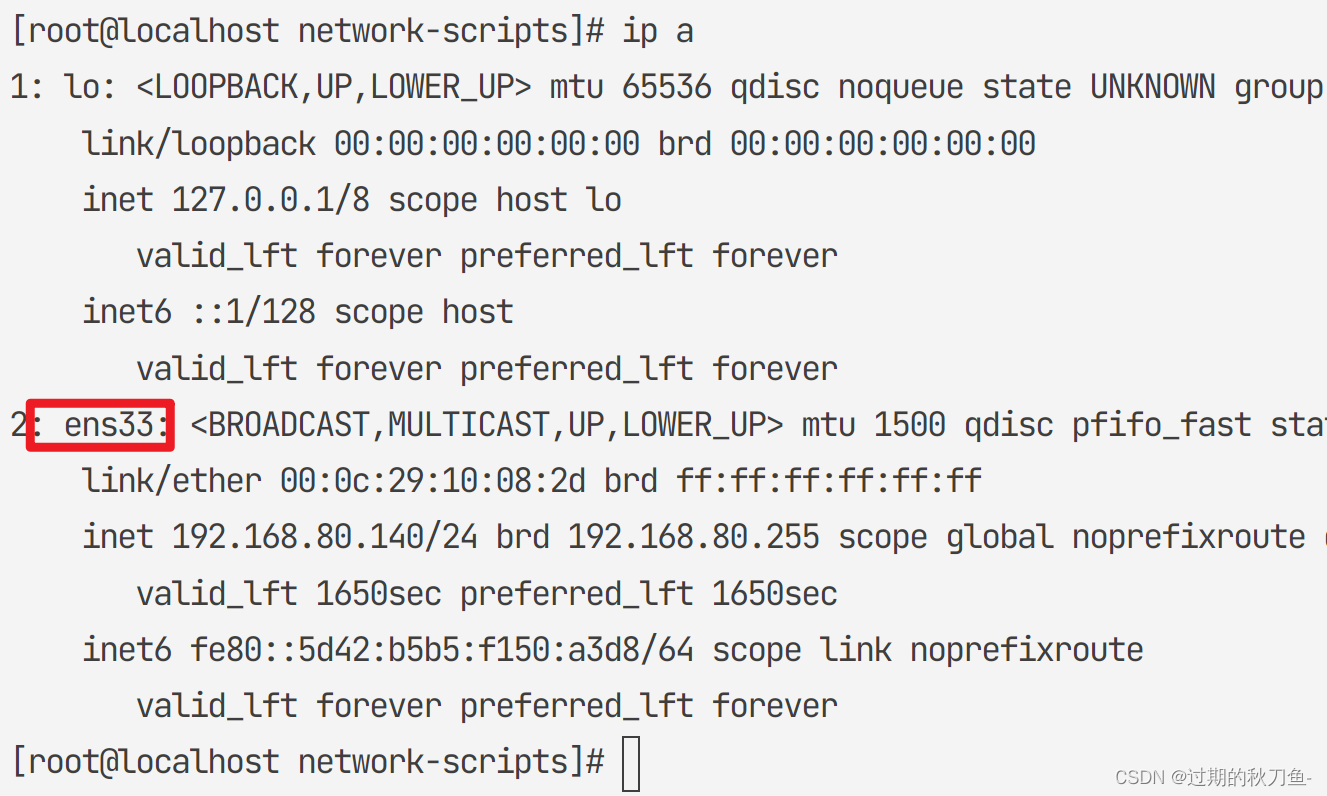 [root@localhost network-scripts]# ip a
1: lo: <LOOPBACK,UP,LOWER_UP> mtu 65536 qdisc noqueue state UNKNOWN group
link/loopback 00:00:00:00:00:00 brd 00:00:00:00:00:00
inet 127.0.0.1/8 scope host lo
valid_lft forever preferred_lft forever
inet6 ::1/128 scope host
valid_lft forever preferred_lft forever
2: ens33: <BROADCAST,MULTICAST,UP,LOWER_UP> mtu 1500 qdisc pfifo_fast stat
link/ether 00:0c:29:10:08:2d brd ff:ff:ff:ff:ff:ff
inet 192.168.80.140/24 brd 192.168.80.255 scope global noprefixroute
valid_lft 1650sec preferred_lft 1650sec
inet6 fe80::5d42:b5b5:f150:a3d8/64 scope link noprefixroute
valid_lft forever preferred_lft forever
[root@localhost network-scripts]#
CSDN @过期的秋刀鱼-